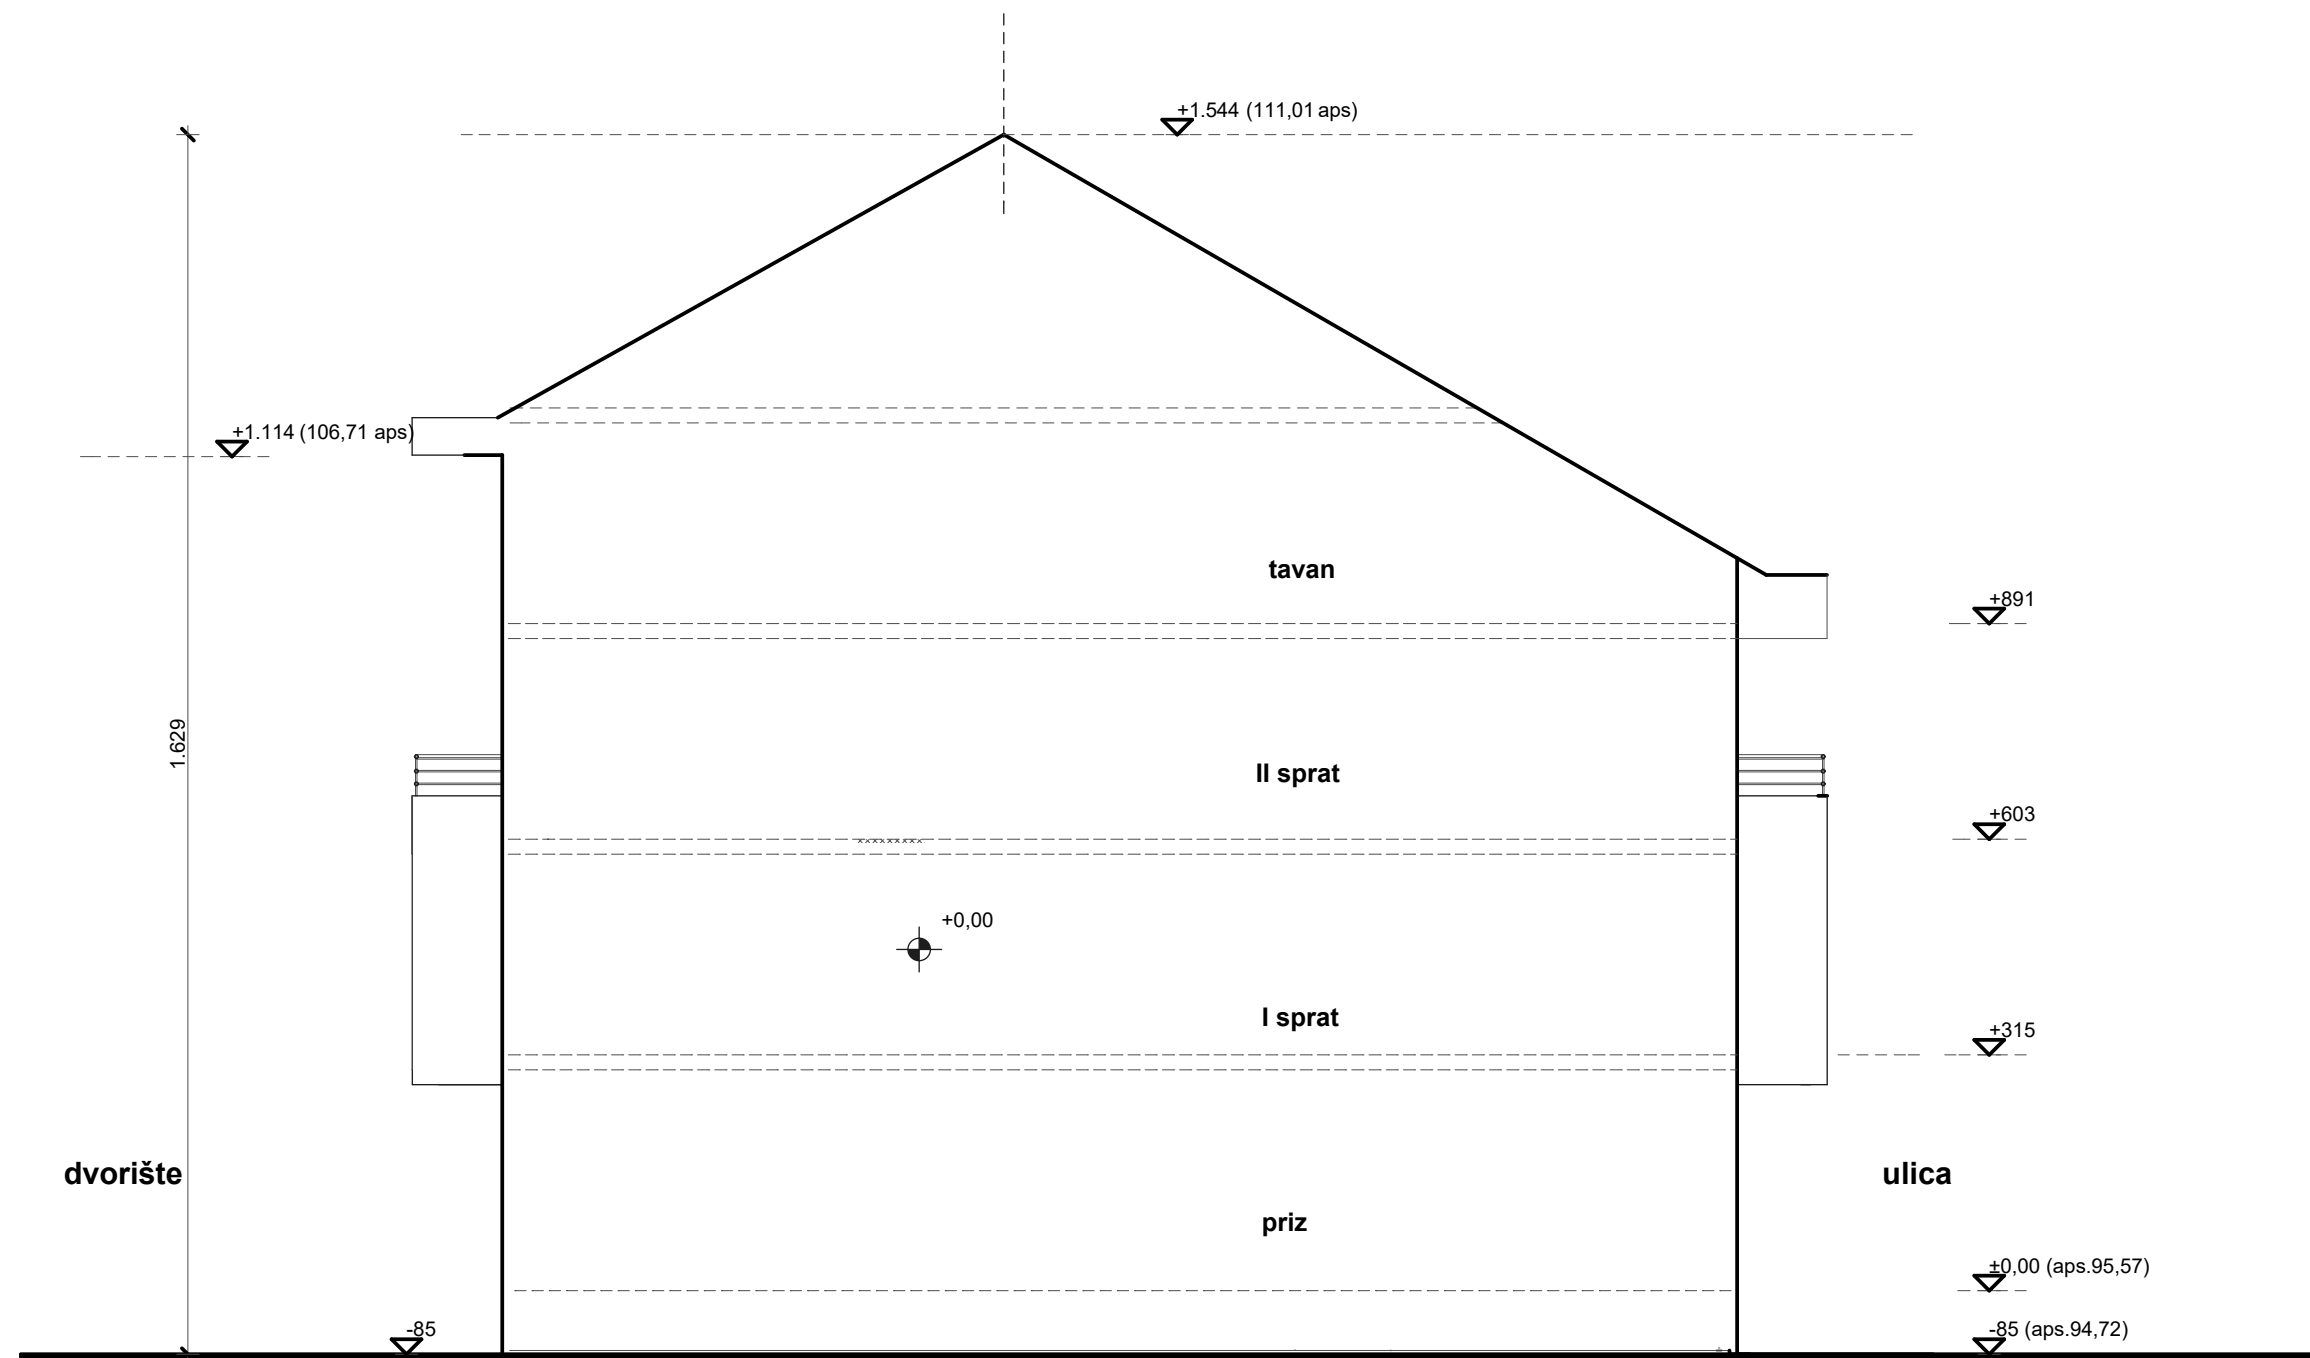 +1.544 (111,01 aps)
+1.114 (106,71 aps)
tavan
+891
1.629
II sprat
+603
+0,00
I sprat
+315
dvorište
ulica
priz
±0,00 (aps.95,57)
-85
-85 (aps.94,72)